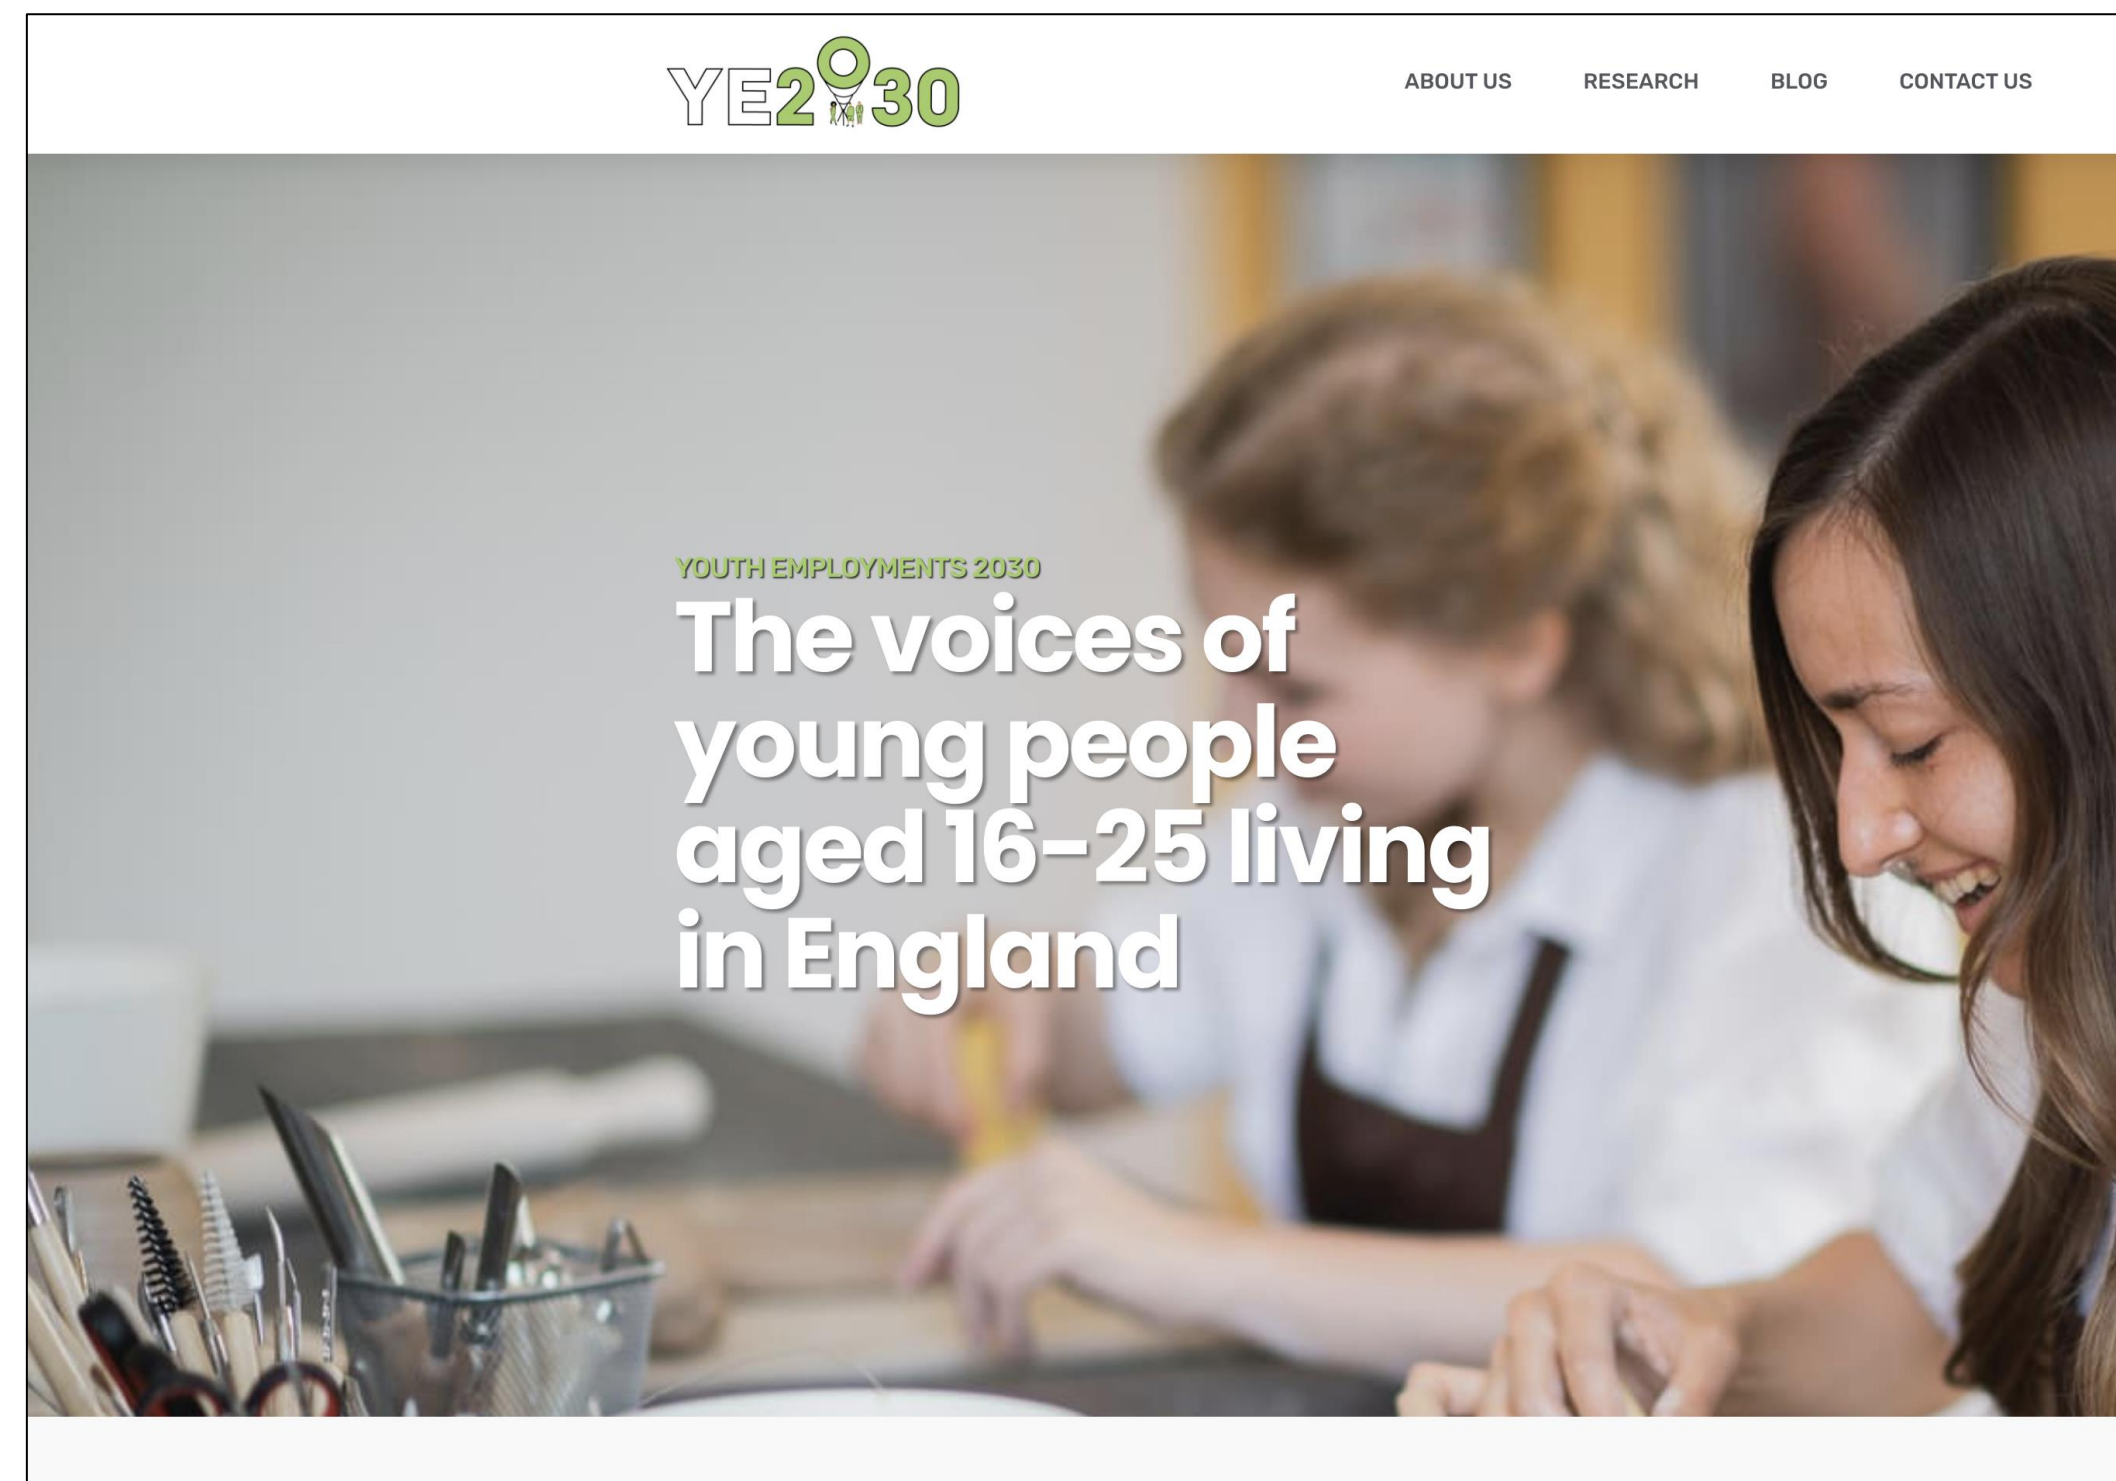 YE2030
ABOUT US
RESEARCH
BLOG
CONTACT US
YOUTH EMPLOYMENTS 2030
The voices of
young people
aged 16-25 living
in England